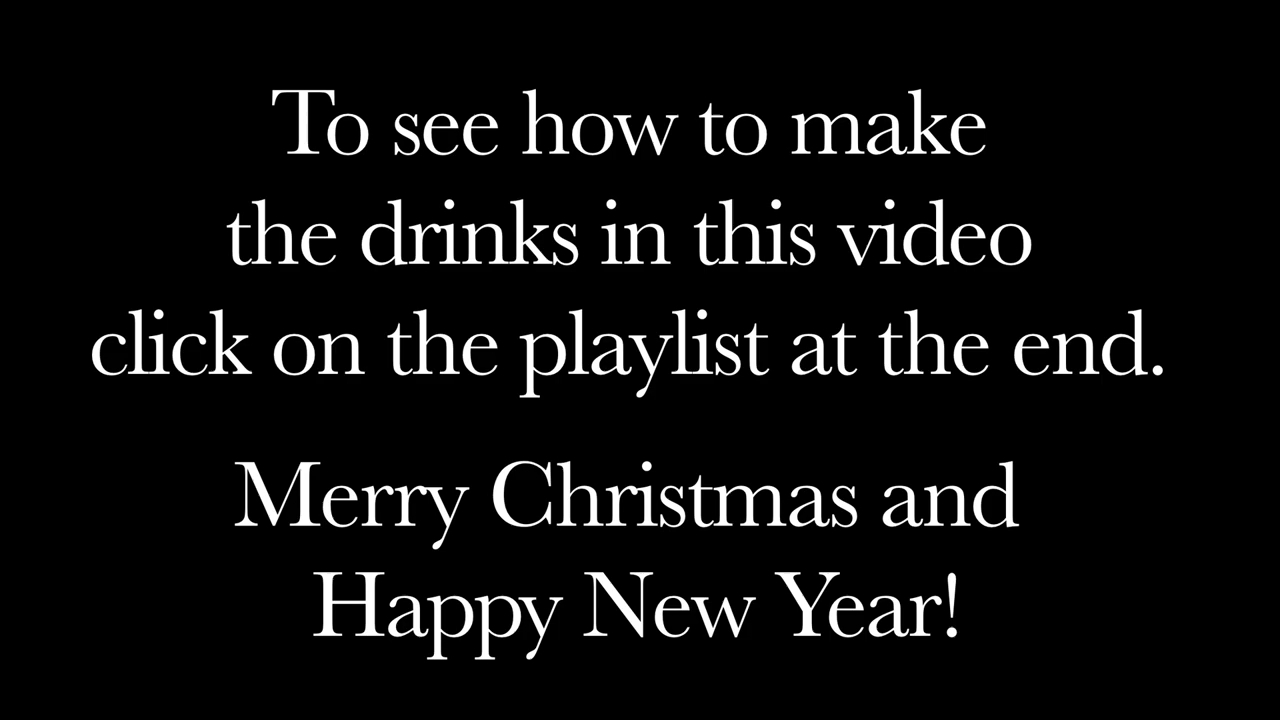 To see how to make
the drinks in this video
click on the playlist at the end.
Merry Christmas and
Happy New Year!